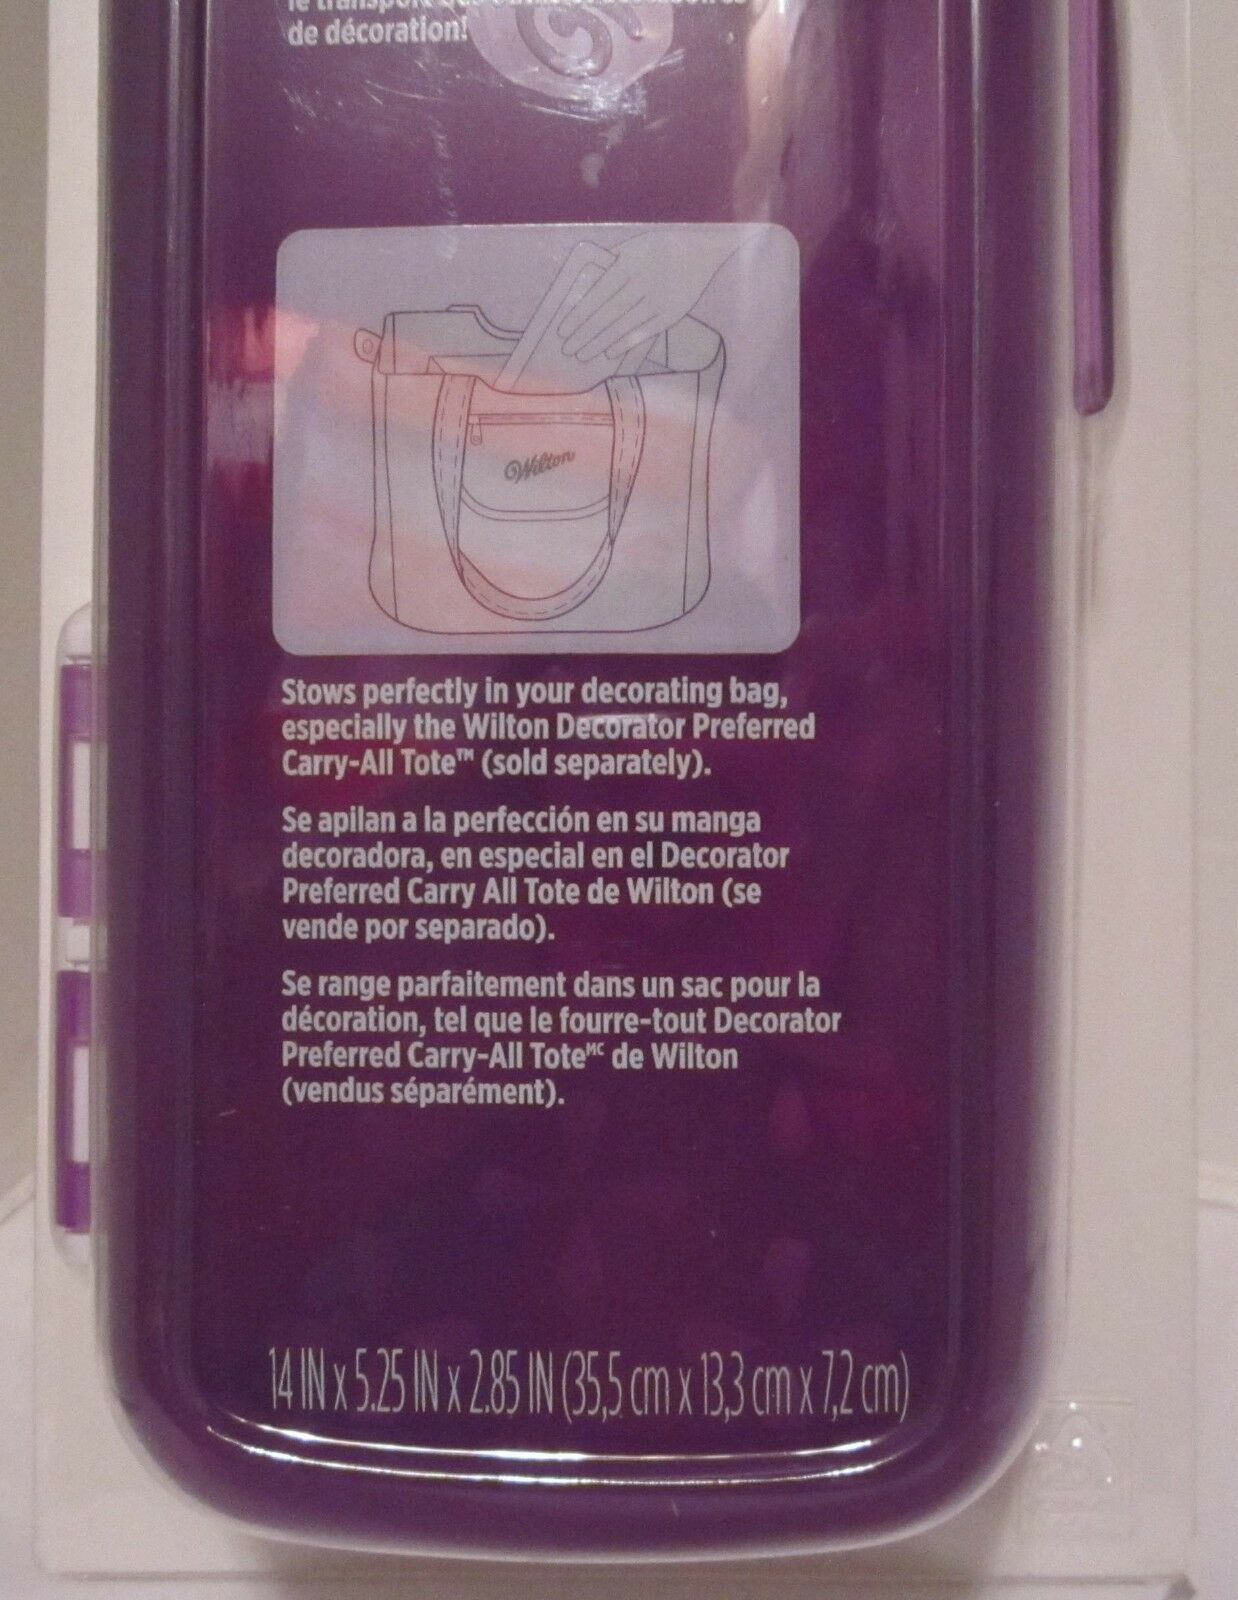 de décoration!
Wilton
Stows perfectly in your decorating bag,
especially the Wilton Decorator Preferred
Carry-All Tote™ (sold separately).
Se apilan a la perfección en su manga
decoradora, en especial en el Decorator
Preferred Carry All Tote de Wilton (se
vende por separado).
Se range parfaitement dans un sac pour la
décoration, tel que le fourre-tout Decorator
Preferred Carry-All Toteᴹᶜ de Wilton
(vendus séparément).
14 IN x 5.25 IN x 2.85 IN (35,5 cm x 13,3 cm x 7,2 cm)